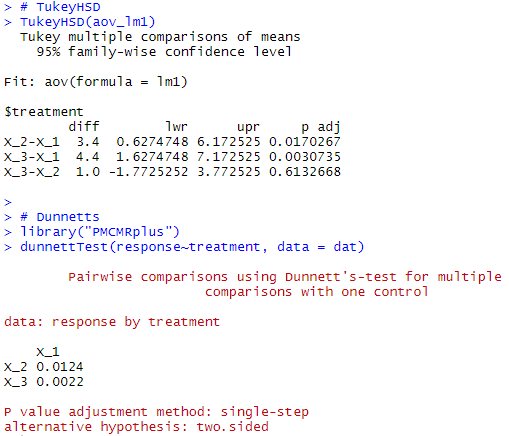 > # TukeyHSD
> TukeyHSD(aov_lm1)
  Tukey multiple comparisons of means
    95% family-wise confidence level

Fit: aov(formula = lm1)

$treatment
        diff        lwr      upr     p adj
X_2-X_1  3.4  0.6274748 6.172525 0.0170267
X_3-X_1  4.4  1.6274748 7.172525 0.0030735
X_3-X_2  1.0 -1.7725252 3.772525 0.6132668

>
> # Dunnetts
> library("PMCMRplus")
> dunnettTest(response~treatment, data = dat)

        Pairwise comparisons using Dunnett's-test for multiple
                         comparisons with one control

data: response by treatment

    X_1
X_2 0.0124
X_3 0.0022

P value adjustment method: single-step
alternative hypothesis: two.sided